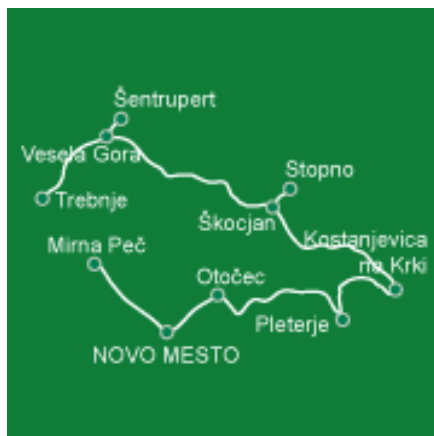 Šentrupert
Vesela Gora
Stopno
Trebnje
Škocjan
Kostanjevica
na Krki
Mirna Peč
Otočec
Pleterje
NOVO MESTO